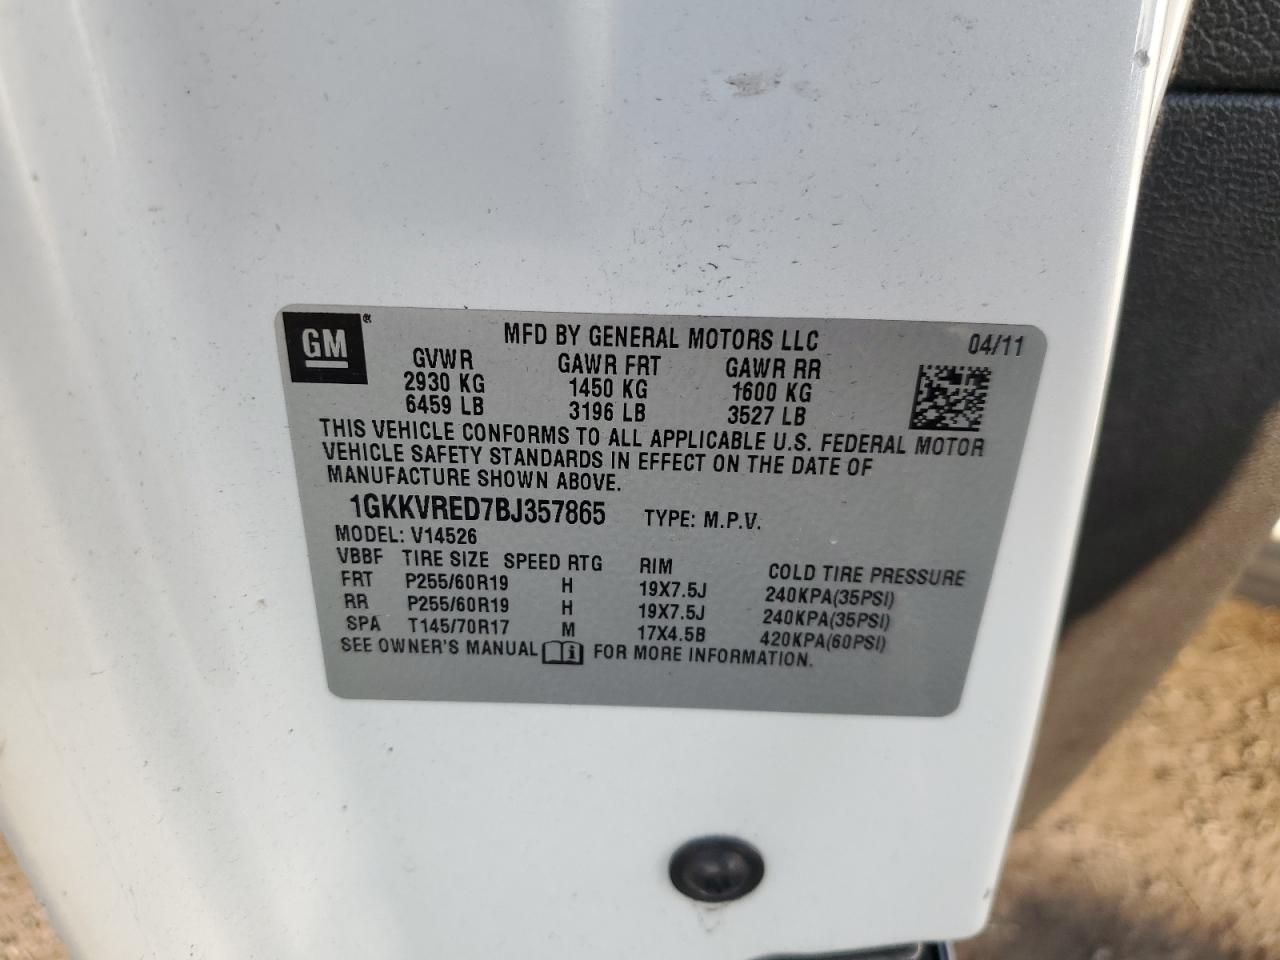 GM ®
MFD BY GENERAL MOTORS LLC 04/11
GVWR GAWR FRT GAWR RR
2930 KG 1450 KG 1600 KG
6459 LB 3196 LB 3527 LB
THIS VEHICLE CONFORMS TO ALL APPLICABLE U.S. FEDERAL MOTOR
VEHICLE SAFETY STANDARDS IN EFFECT ON THE DATE OF
MANUFACTURE SHOWN ABOVE.
1GKKVRED7BJ357865 TYPE: M.P.V.
MODEL: V14526
VBBF TIRE SIZE SPEED RTG RIM COLD TIRE PRESSURE
FRT P255/60R19 H 19X7.5J 240KPA(35PSI)
RR P255/60R19 H 19X7.5J 240KPA(35PSI)
SPA T145/70R17 M 17X4.5B 420KPA(60PSI)
SEE OWNER'S MANUAL i FOR MORE INFORMATION.